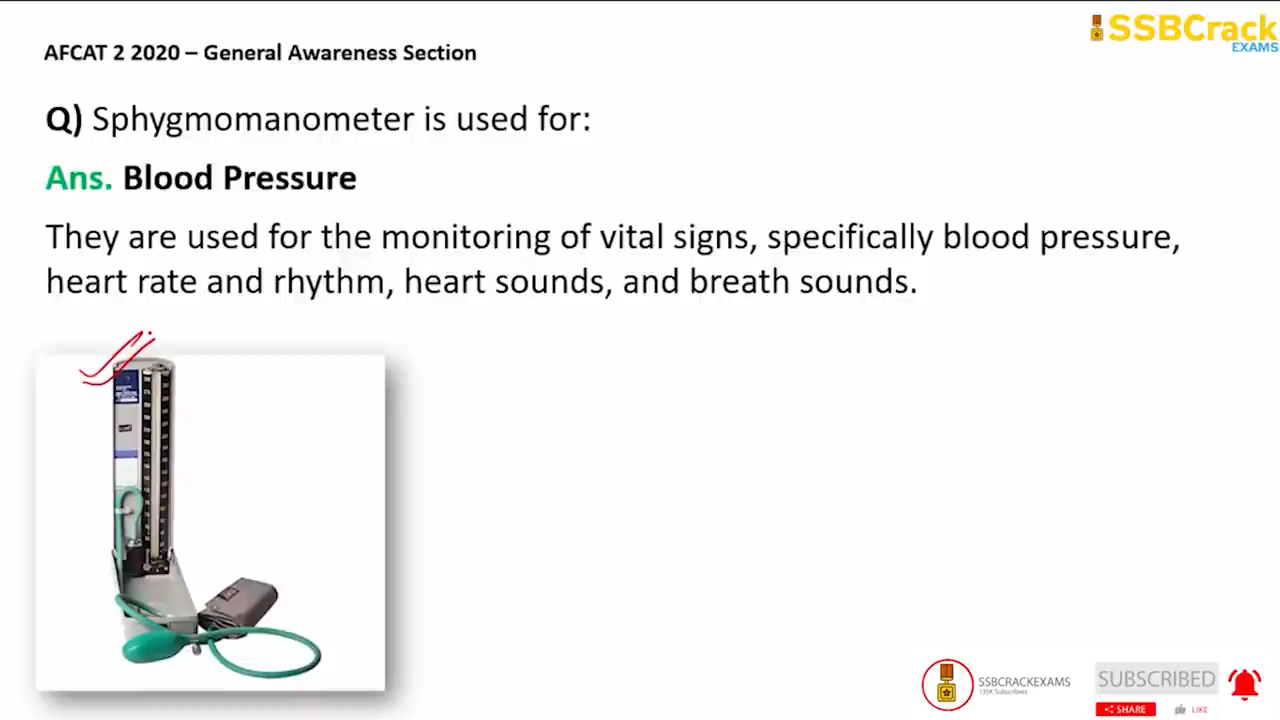 SSBCrack
EXAMS
AFCAT 2 2020 – General Awareness Section
Q) Sphygmomanometer is used for:
Ans. Blood Pressure
They are used for the monitoring of vital signs, specifically blood pressure,
heart rate and rhythm, heart sounds, and breath sounds.
SSBCRACKEXAMS
135K Subscribers
SUBSCRIBED
SHARE
LIKE